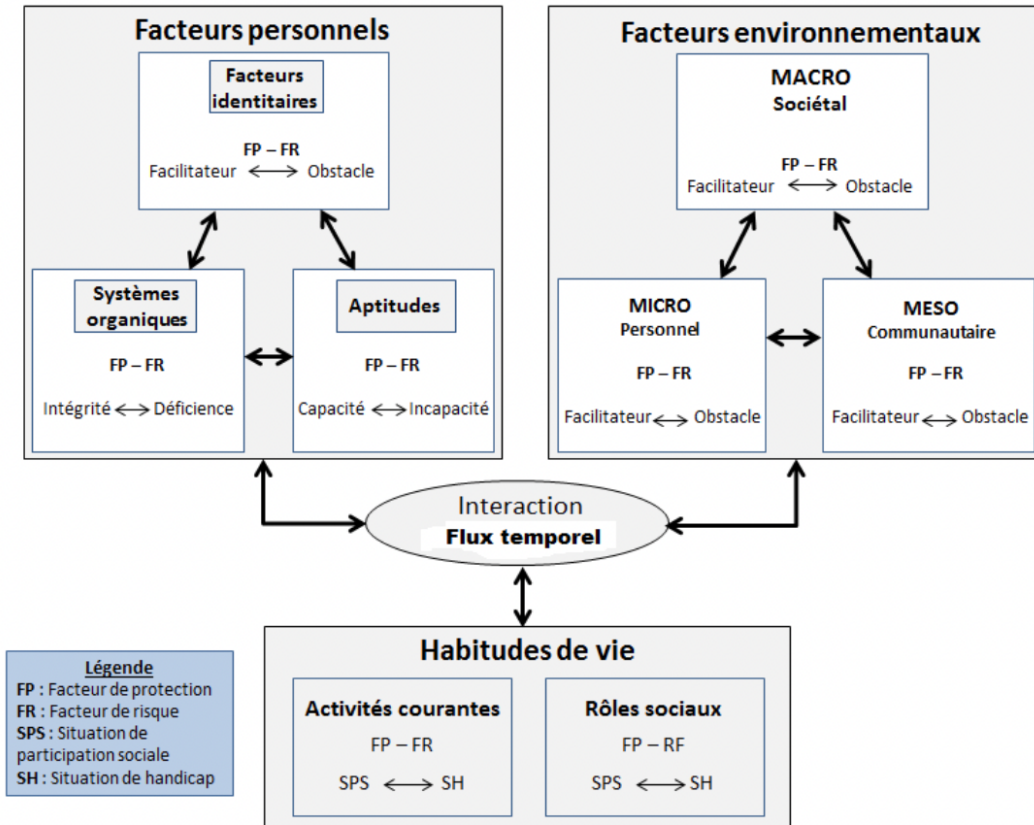 Facteurs personnels
Facteurs
identitaires
FP – FR
Facilitateur Obstacle
Systèmes
organiques
FP – FR
Intégrité Déficience
Aptitudes
FP – FR
Capacité Incapacité
Facteurs environnementaux
MACRO
Sociétal
FP – FR
Facilitateur Obstacle
MICRO
Personnel
FP – FR
Facilitateur Obstacle
MESO
Communautaire
FP – FR
Facilitateur Obstacle
Interaction
Flux temporel
Habitudes de vie
Activités courantes
FP – FR
SPS SH
Rôles sociaux
FP – RF
SPS SH
Légende
FP : Facteur de protection
FR : Facteur de risque
SPS : Situation de
participation sociale
SH : Situation de handicap